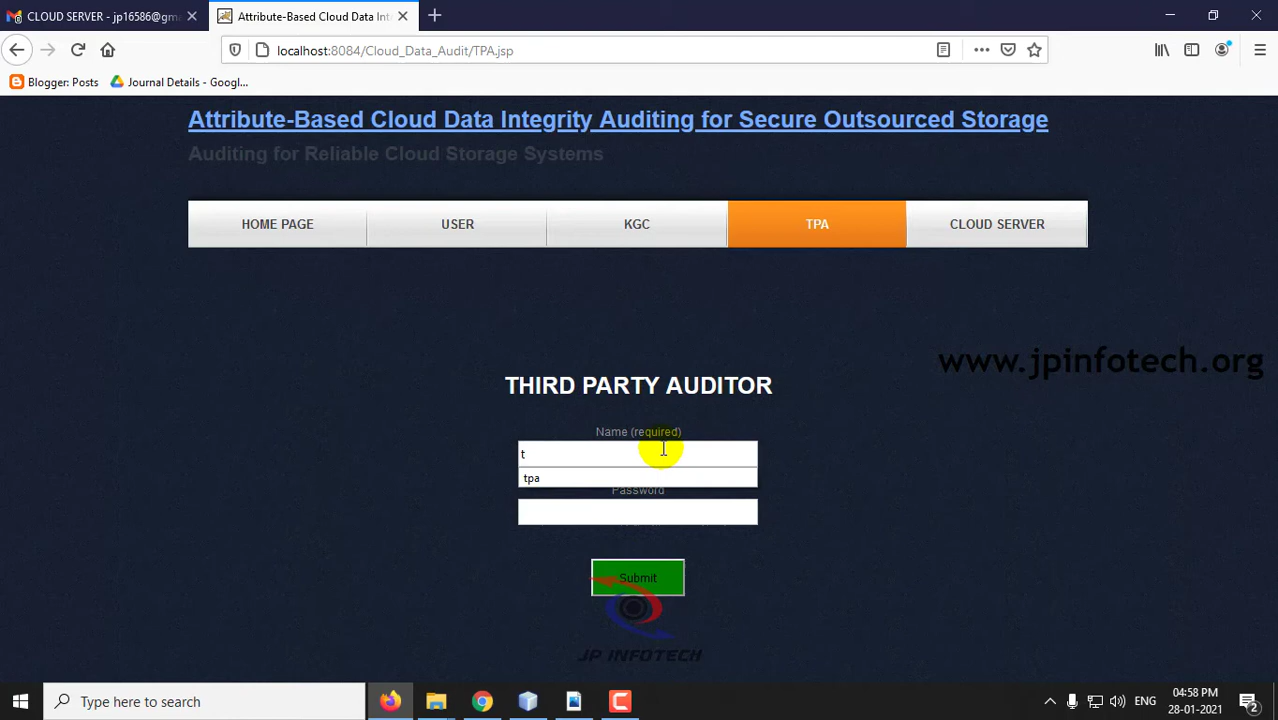 CLOUD SERVER - jp16586@gma
Attribute-Based Cloud Data Int
localhost:8084/Cloud_Data_Audit/TPA.jsp
Blogger: Posts
Journal Details - Googl...
Attribute-Based Cloud Data Integrity Auditing for Secure Outsourced Storage
Auditing for Reliable Cloud Storage Systems
HOME PAGE
USER
KGC
TPA
CLOUD SERVER
www.jpinfotech.org
THIRD PARTY AUDITOR
Name (required)
t
tpa
Password
Submit
JP INFOTECH
Type here to search
ENG
04:58 PM
28-01-2021
2